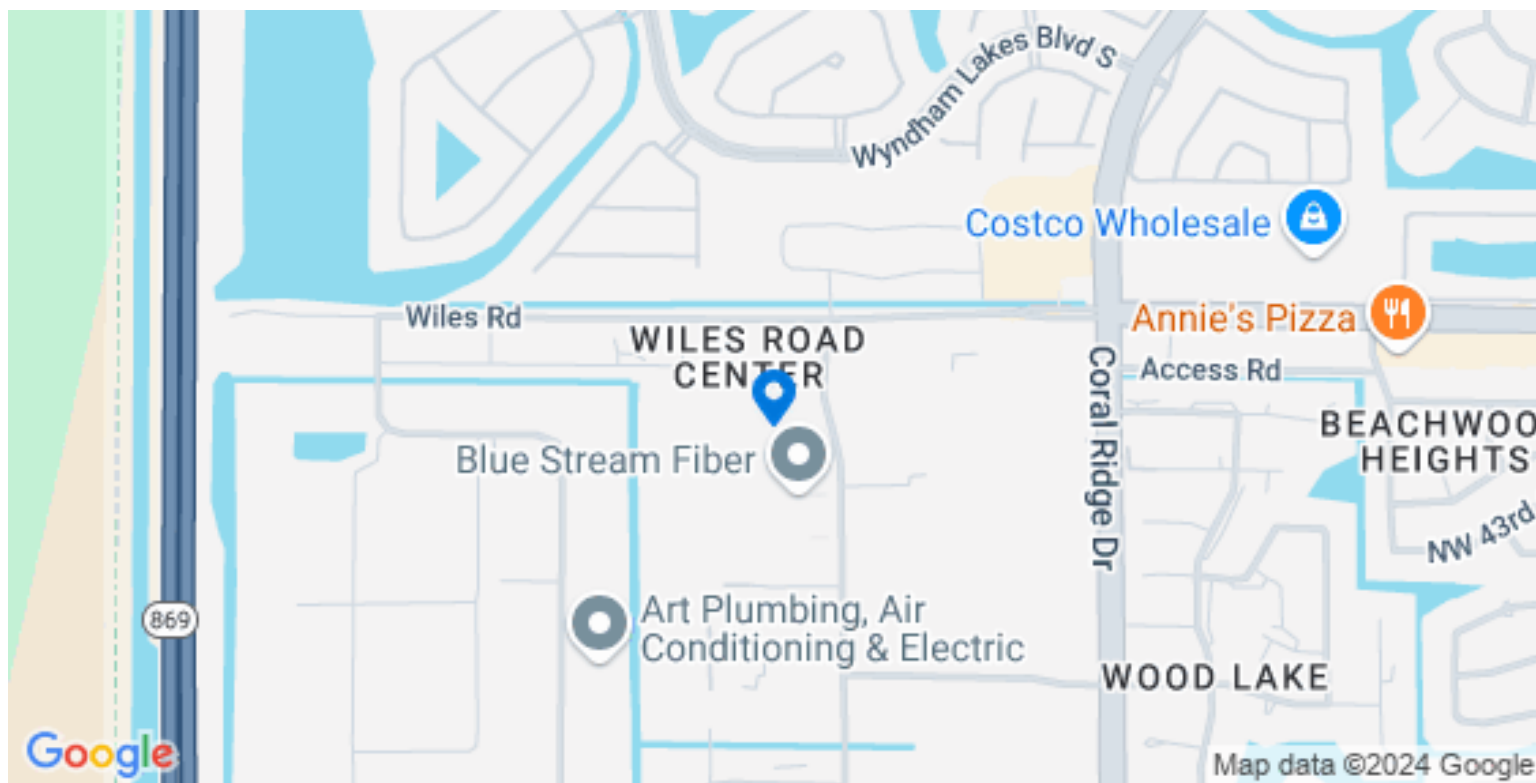 Wyndham Lakes Blvd S
Costco Wholesale
Wiles Rd
Annie's Pizza
WILES ROAD
CENTER
Access Rd
Coral Ridge Dr
BEACHWOO
HEIGHTS
Blue Stream Fiber
NW 43rd
869
Art Plumbing, Air
Conditioning & Electric
WOOD LAKE
Google
Map data ©2024 Google